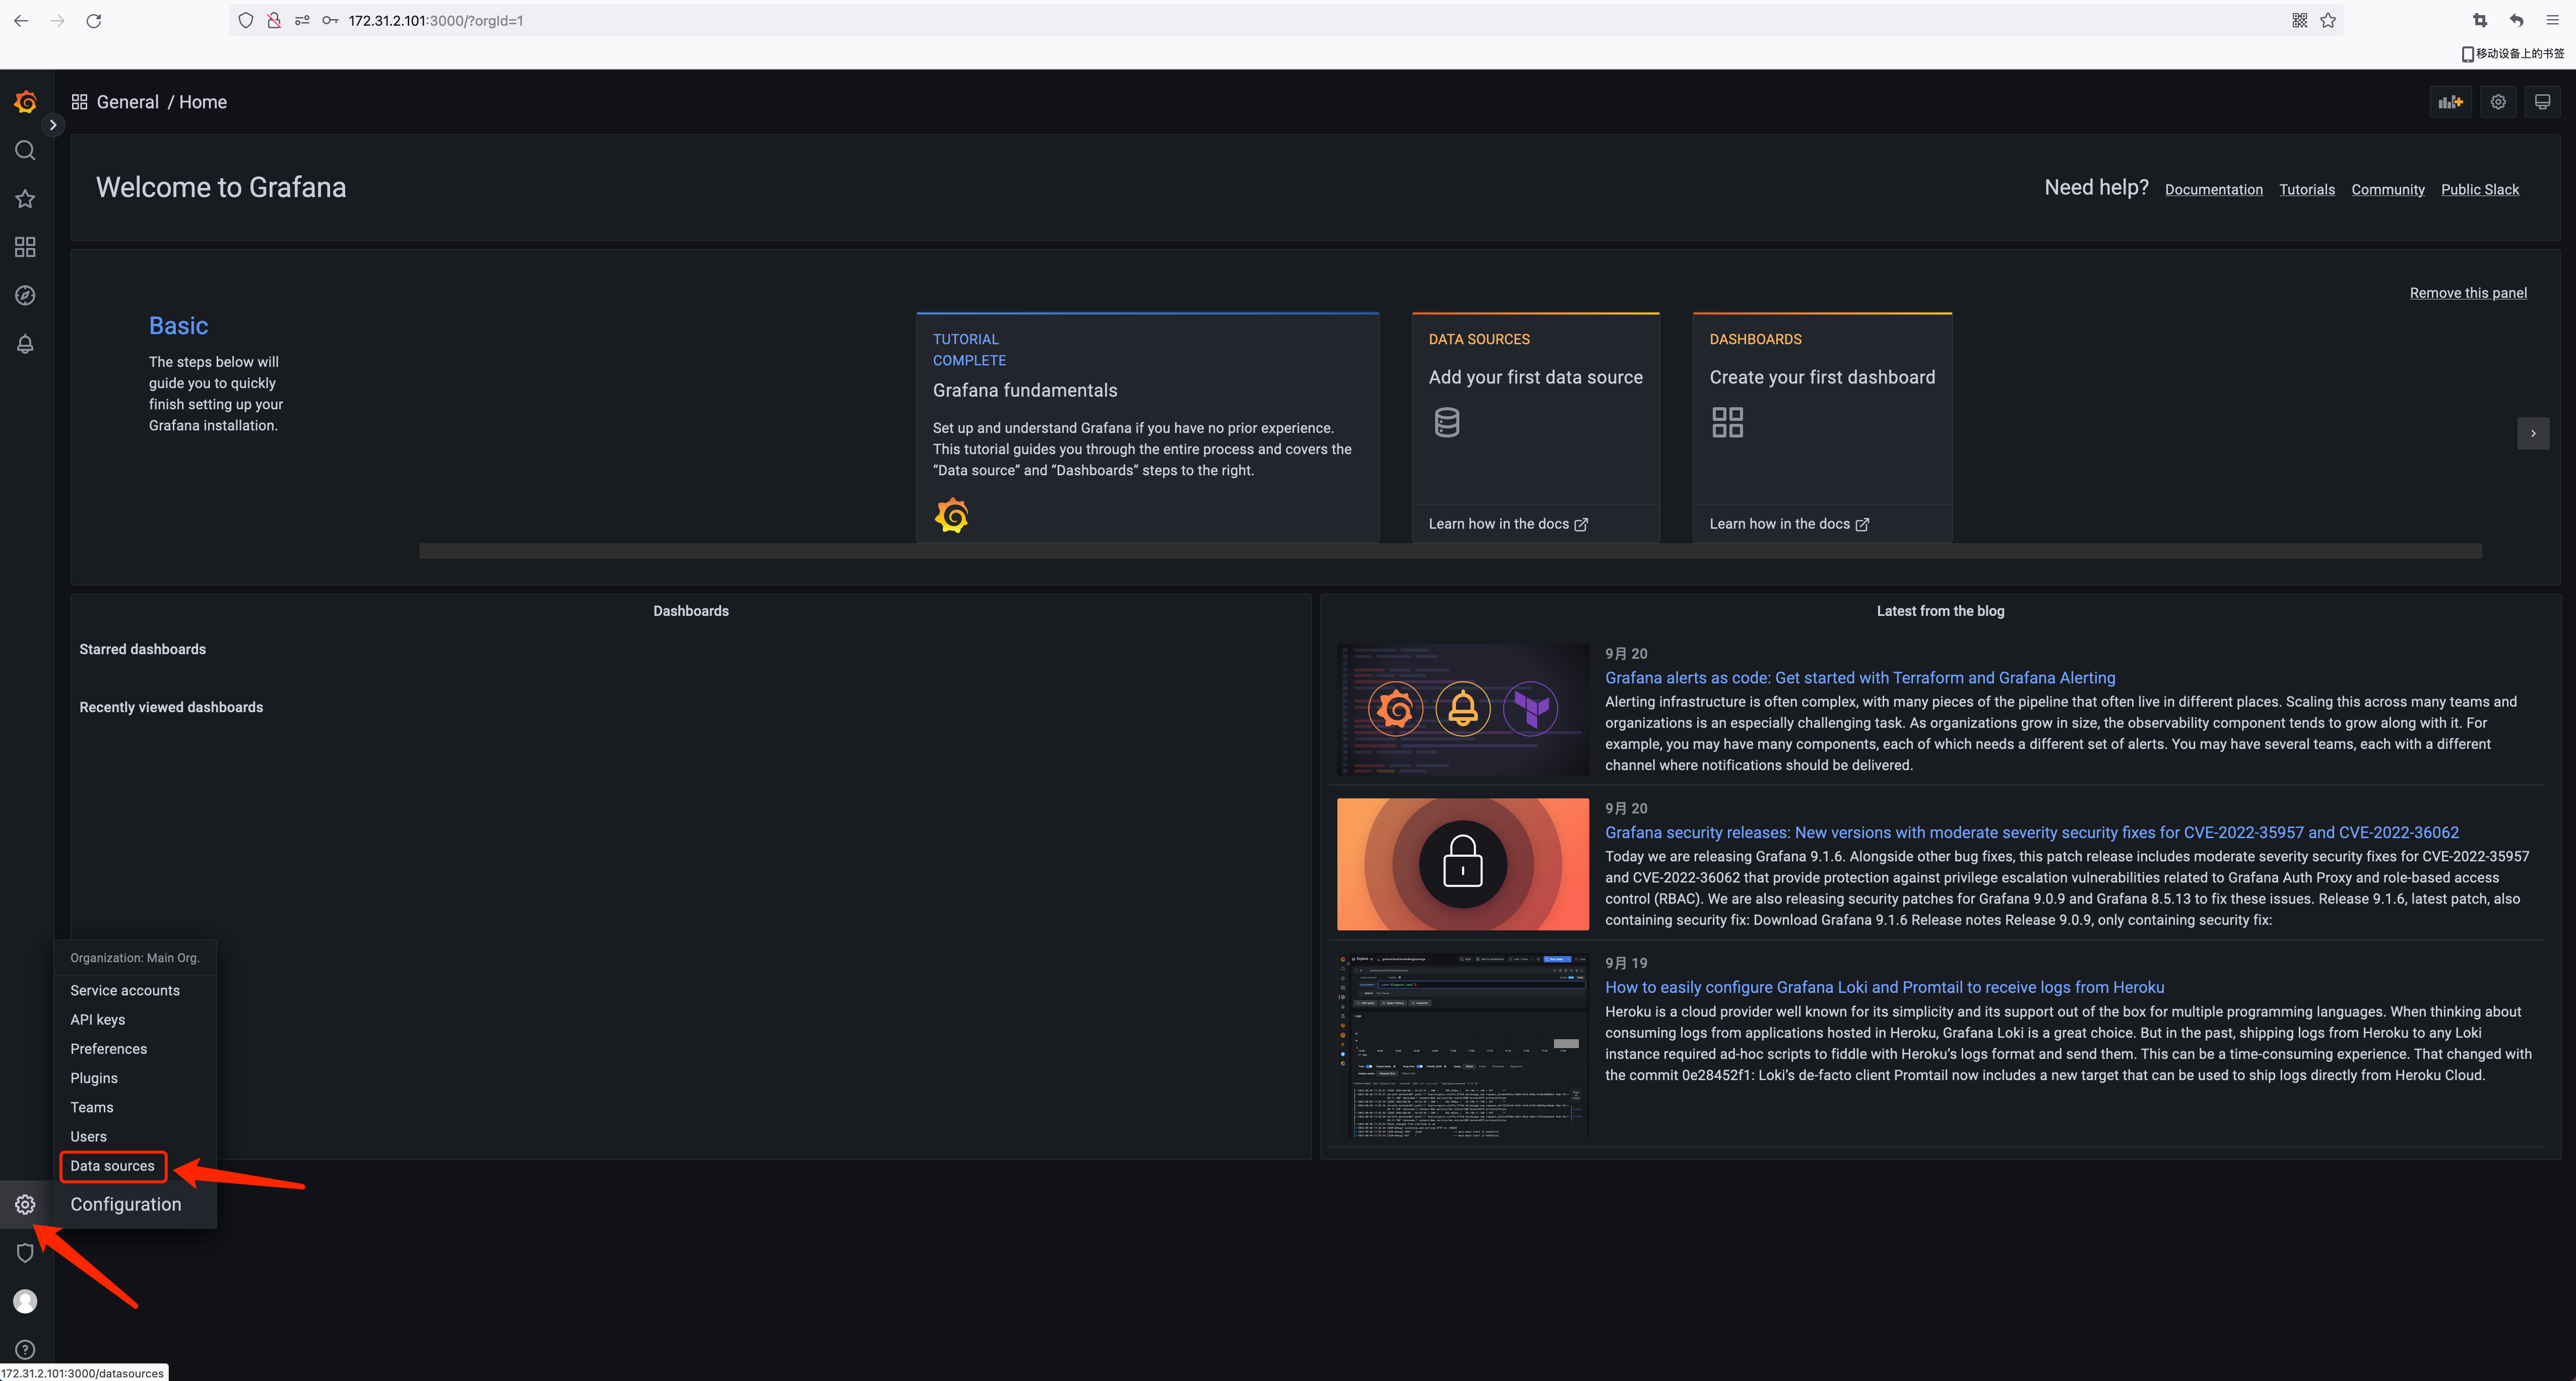 172.31.2.101:3000/?orgId=1
移动设备上的书签
General / Home
Welcome to Grafana
Need help? Documentation Tutorials Community Public Slack
Remove this panel
Basic
The steps below will
guide you to quickly
finish setting up your
Grafana installation.
TUTORIAL
COMPLETE
Grafana fundamentals
Set up and understand Grafana if you have no prior experience.
This tutorial guides you through the entire process and covers the
“Data source” and “Dashboards” steps to the right.
DATA SOURCES
Add your first data source
Learn how in the docs
DASHBOARDS
Create your first dashboard
Learn how in the docs
Dashboards
Starred dashboards
Recently viewed dashboards
Latest from the blog
9月 20
Grafana alerts as code: Get started with Terraform and Grafana Alerting
Alerting infrastructure is often complex, with many pieces of the pipeline that often live in different places. Scaling this across many teams and
organizations is an especially challenging task. As organizations grow in size, the observability component tends to grow along with it. For
example, you may have many components, each of which needs a different set of alerts. You may have several teams, each with a different
channel where notifications should be delivered.
9月 20
Grafana security releases: New versions with moderate severity security fixes for CVE-2022-35957 and CVE-2022-36062
Today we are releasing Grafana 9.1.6. Alongside other bug fixes, this patch release includes moderate severity security fixes for CVE-2022-35957
and CVE-2022-36062 that provide protection against privilege escalation vulnerabilities related to Grafana Auth Proxy and role-based access
control (RBAC). We are also releasing security patches for Grafana 9.0.9 and Grafana 8.5.13 to fix these issues. Release 9.1.6, latest patch, also
containing security fix: Download Grafana 9.1.6 Release notes Release 9.0.9, only containing security fix:
9月 19
How to easily configure Grafana Loki and Promtail to receive logs from Heroku
Heroku is a cloud provider well known for its simplicity and its support out of the box for multiple programming languages. When thinking about
consuming logs from applications hosted in Heroku, Grafana Loki is a great choice. But in the past, shipping logs from Heroku to any Loki
instance required ad-hoc scripts to fiddle with Heroku’s logs format and send them. This can be a time-consuming experience. That changed with
the commit 0e28452f1: Loki’s de-facto client Promtail now includes a new target that can be used to ship logs directly from Heroku Cloud.
Organization: Main Org.
Service accounts
API keys
Preferences
Plugins
Teams
Users
Data sources
Configuration
172.31.2.101:3000/datasources